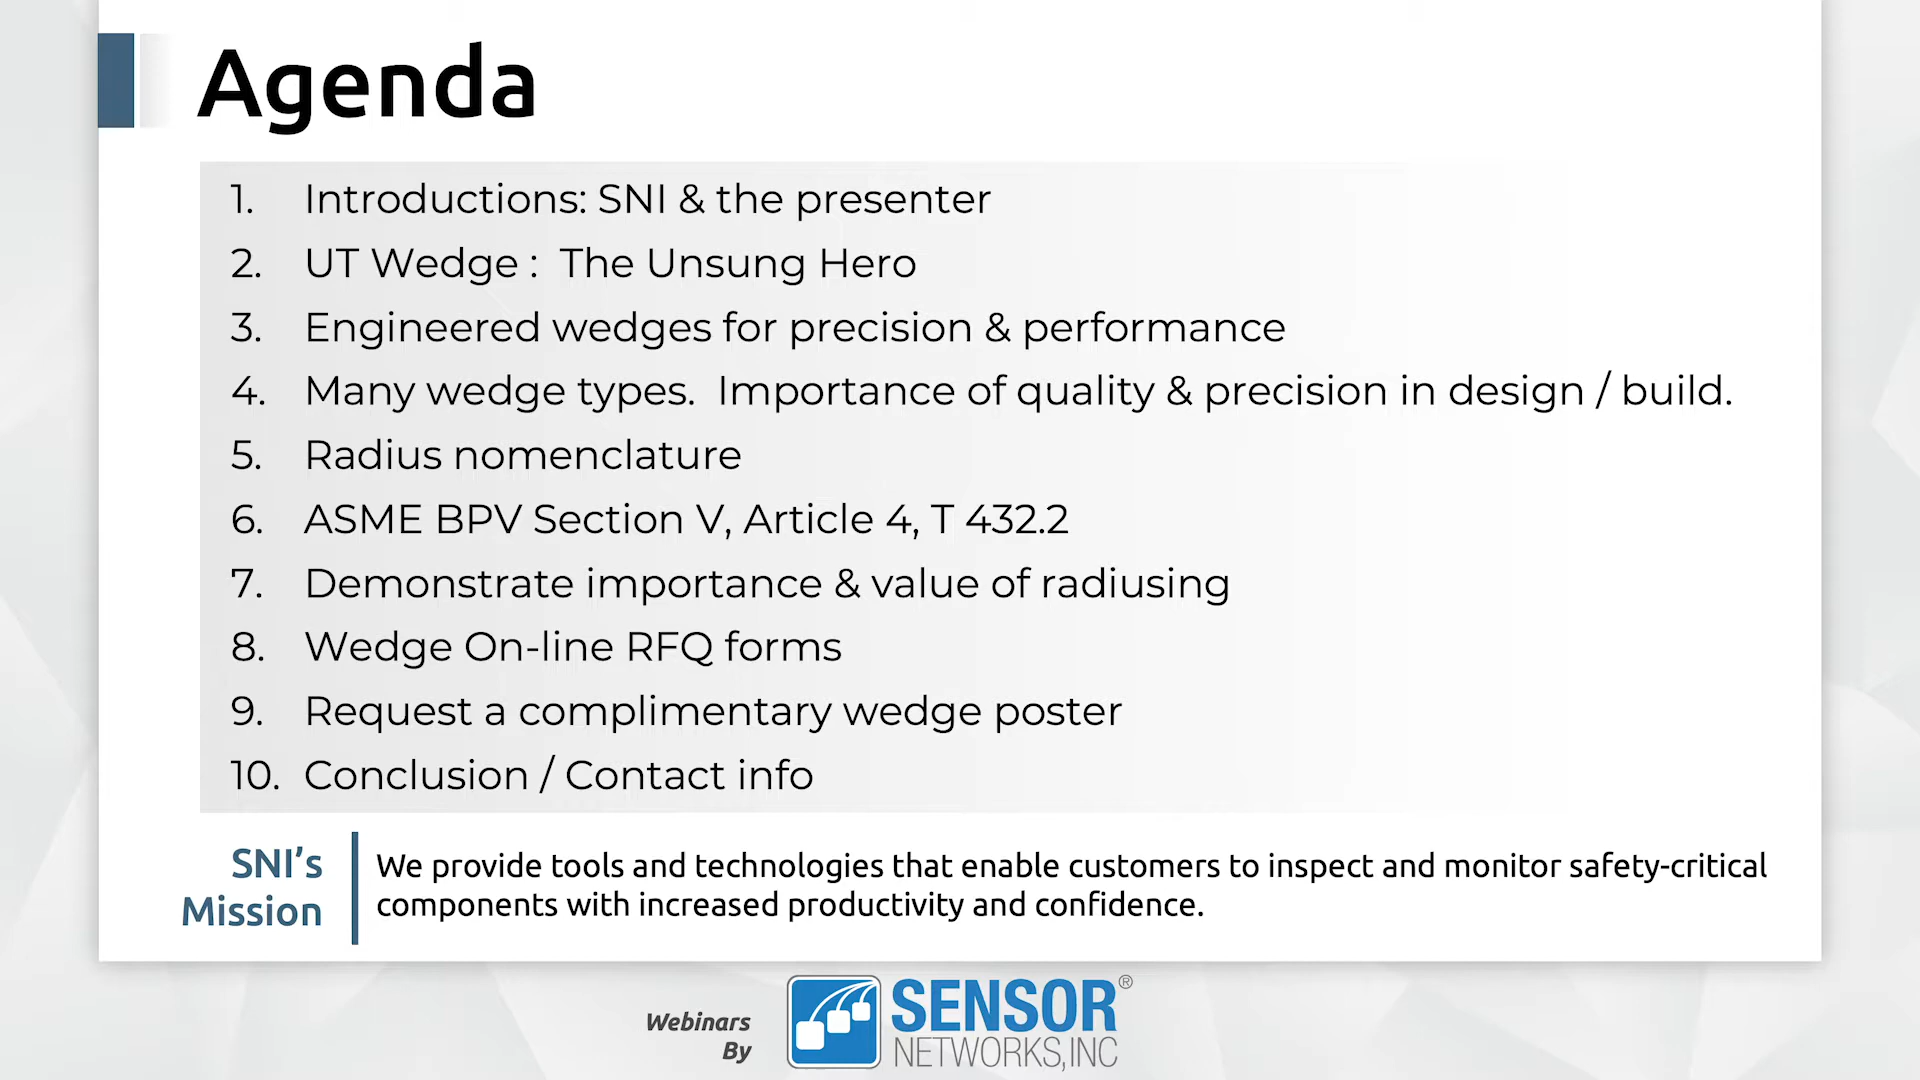 Agenda
1. Introductions: SNI & the presenter
2. UT Wedge : The Unsung Hero
3. Engineered wedges for precision & performance
4. Many wedge types. Importance of quality & precision in design / build.
5. Radius nomenclature
6. ASME BPV Section V, Article 4, T 432.2
7. Demonstrate importance & value of radiusing
8. Wedge On-line RFQ forms
9. Request a complimentary wedge poster
10. Conclusion / Contact info
SNI’s
Mission
We provide tools and technologies that enable customers to inspect and monitor safety-critical
components with increased productivity and confidence.
Webinars
By
SENSOR®
NETWORKS,INC